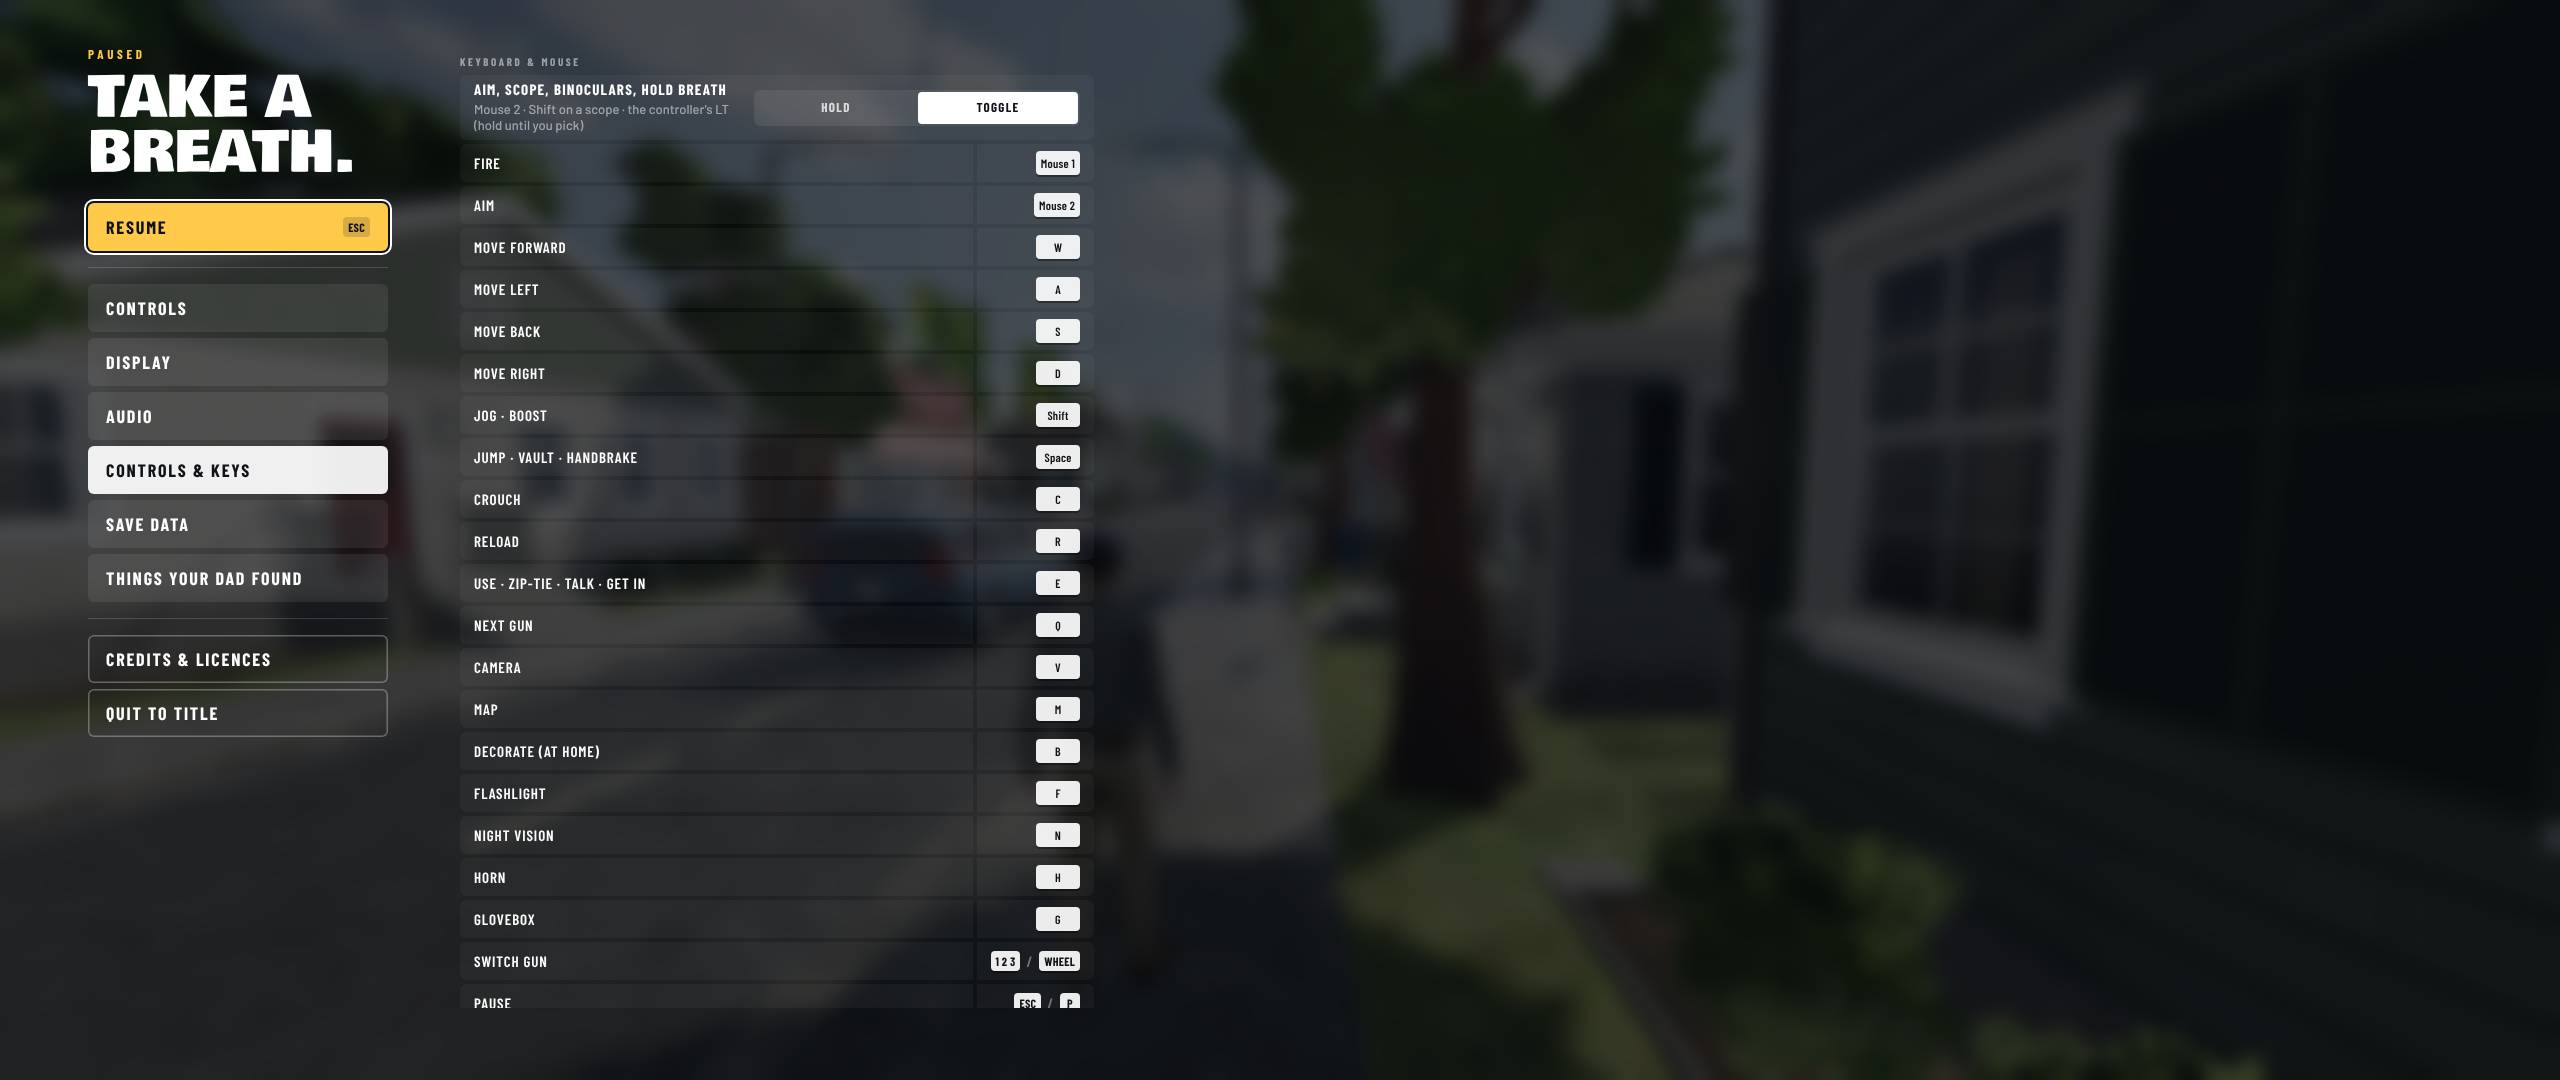 PAUSED
TAKE A
BREATH.
RESUME ESC
CONTROLS
DISPLAY
AUDIO
CONTROLS & KEYS
SAVE DATA
THINGS YOUR DAD FOUND
CREDITS & LICENCES
QUIT TO TITLE
KEYBOARD & MOUSE
AIM, SCOPE, BINOCULARS, HOLD BREATH
Mouse 2 · Shift on a scope · the controller's LT
(hold until you pick)
HOLD TOGGLE
FIRE Mouse 1
AIM Mouse 2
MOVE FORWARD W
MOVE LEFT A
MOVE BACK S
MOVE RIGHT D
JOG · BOOST Shift
JUMP · VAULT · HANDBRAKE Space
CROUCH C
RELOAD R
USE · ZIP-TIE · TALK · GET IN E
NEXT GUN Q
CAMERA V
MAP M
DECORATE (AT HOME) B
FLASHLIGHT F
NIGHT VISION N
HORN H
GLOVEBOX G
SWITCH GUN 1 2 3 / WHEEL
PAUSE ESC / P